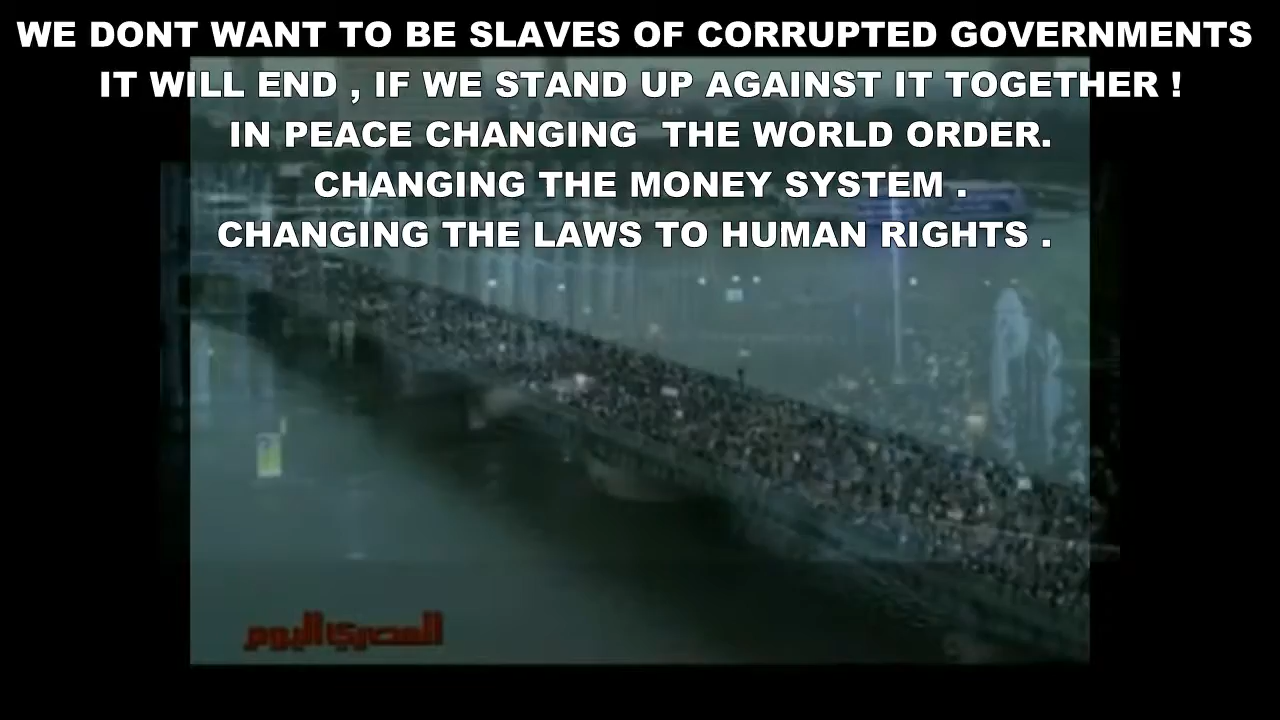 WE DONT WANT TO BE SLAVES OF CORRUPTED GOVERNMENTS
IT WILL END , IF WE STAND UP AGAINST IT TOGETHER !
IN PEACE CHANGING  THE WORLD ORDER.
CHANGING THE MONEY SYSTEM .
CHANGING THE LAWS TO HUMAN RIGHTS .
المصري اليوم